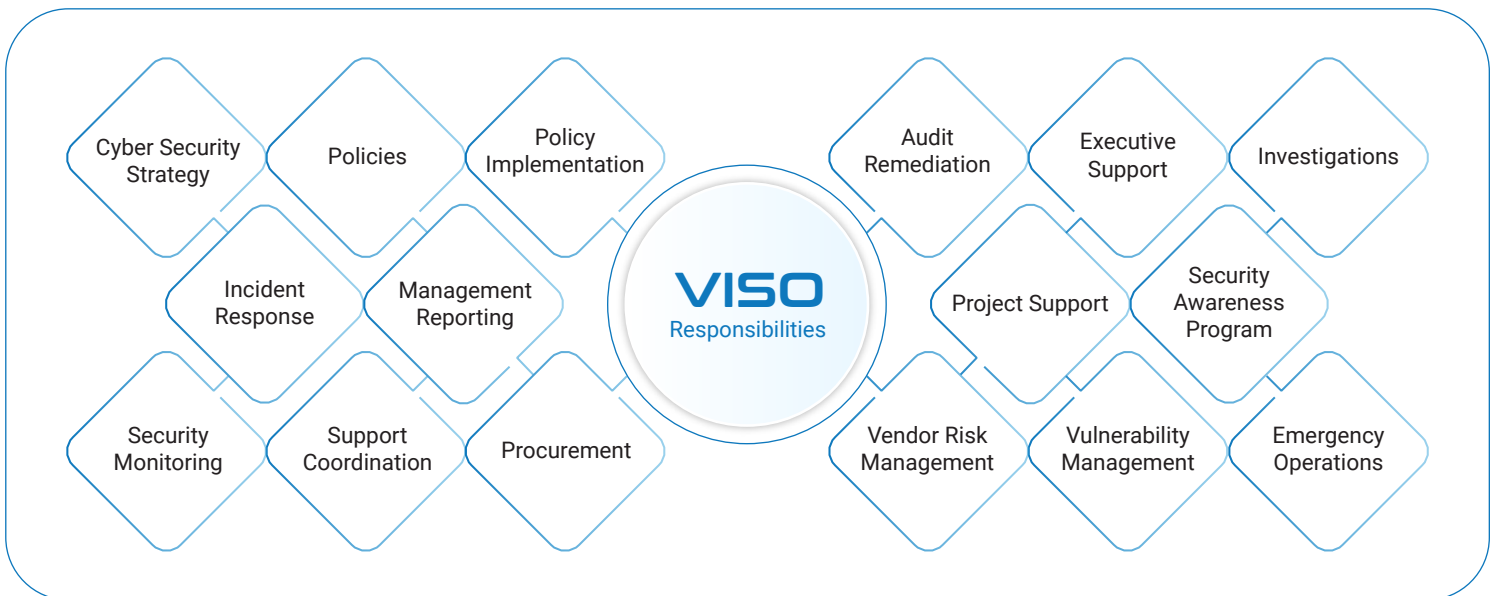 Cyber Security
Strategy
Policies
Policy
Implementation
Incident
Response
Management
Reporting
Security
Monitoring
Support
Coordination
Procurement
VISO
Responsibilities
Audit
Remediation
Executive
Support
Investigations
Project Support
Security
Awareness
Program
Vendor Risk
Management
Vulnerability
Management
Emergency
Operations